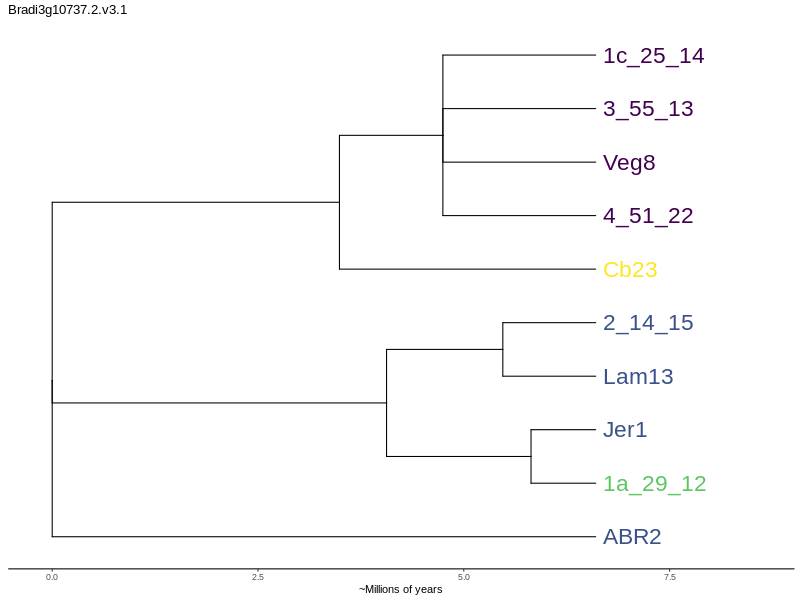 Bradi3g10737.2.v3.1
1c_25_14
3_55_13
Veg8
4_51_22
Cb23
2_14_15
Lam13
Jer1
1a_29_12
ABR2
0.0 2.5 5.0 7.5
~Millions of years